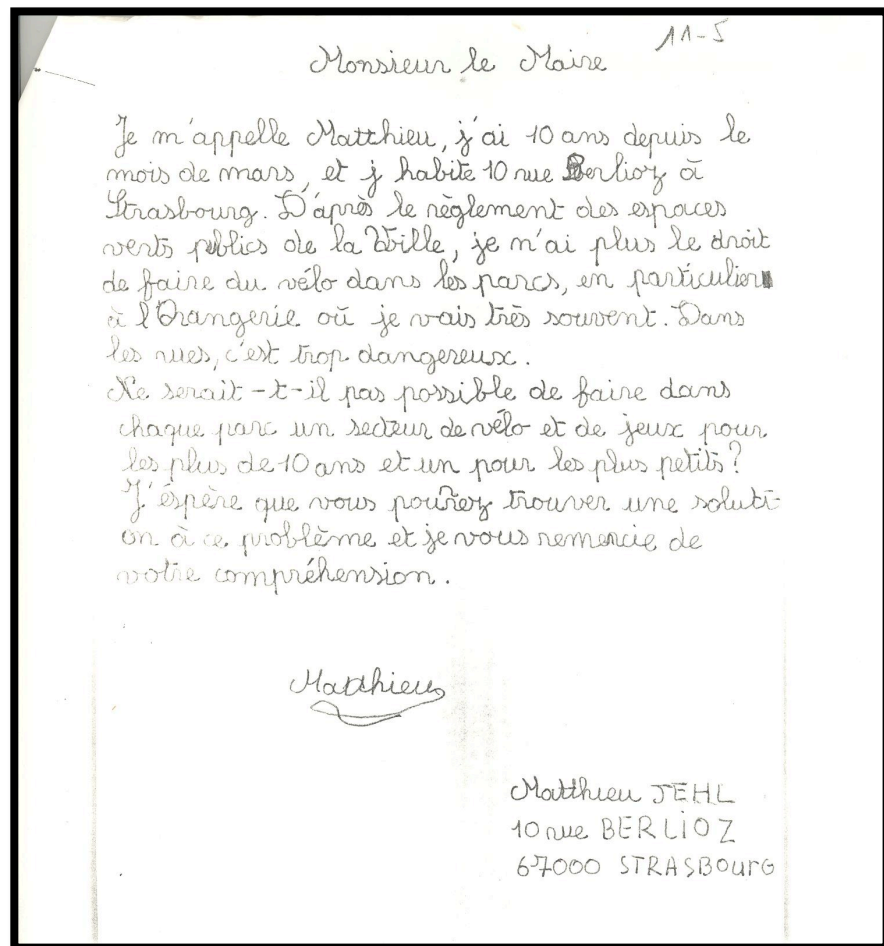 11-5
Monsieur le Maire
Je m'appelle Matthieu, j'ai 10 ans depuis le
mois de mars, et j habite 10 rue Berlioz à
Strasbourg. D'après le règlement des espaces
verts publics de la Ville, je n'ai plus le droit
de faire du vélo dans les parcs, en particulier
à l'Orangerie où je vais très souvent. Dans
les rues, c'est trop dangereux.
Ne serait-t-il pas possible de faire dans
chaque parc un secteur de vélo et de jeux pour
les plus de 10 ans et un pour les plus petits?
J'éspère que vous pourrez trouver une soluti-
on à ce problème et je vous remercie de
votre compréhension.
Matthieu
Matthieu JEHL
10 rue BERLIOZ
67000 STRASBOURG